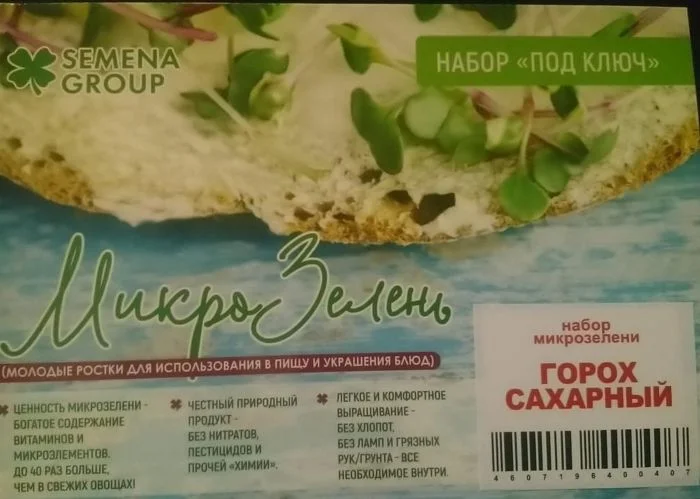 SEMENA
GROUP
НАБОР «ПОД КЛЮЧ»
МикроЗелень
(МОЛОДЫЕ РОСТКИ ДЛЯ ИСПОЛЬЗОВАНИЯ В ПИЩУ И УКРАШЕНИЯ БЛЮД)
ЦЕННОСТЬ МИКРОЗЕЛЕНИ -
БОГАТОЕ СОДЕРЖАНИЕ
ВИТАМИНОВ И
МИКРОЭЛЕМЕНТОВ.
ДО 40 РАЗ БОЛЬШЕ,
ЧЕМ В СВЕЖИХ ОВОЩАХ!
ЧЕСТНЫЙ ПРИРОДНЫЙ
ПРОДУКТ -
БЕЗ НИТРАТОВ,
ПЕСТИЦИДОВ И
ПРОЧЕЙ «ХИМИИ».
ЛЕГКОЕ И КОМФОРТНОЕ
ВЫРАЩИВАНИЕ -
БЕЗ ХЛОПОТ,
БЕЗ ЛАМП И ГРЯЗНЫХ
РУК/ГРУНТА - ВСЕ
НЕОБХОДИМОЕ ВНУТРИ.
набор
микрозелени
ГОРОХ
САХАРНЫЙ
4607196400407